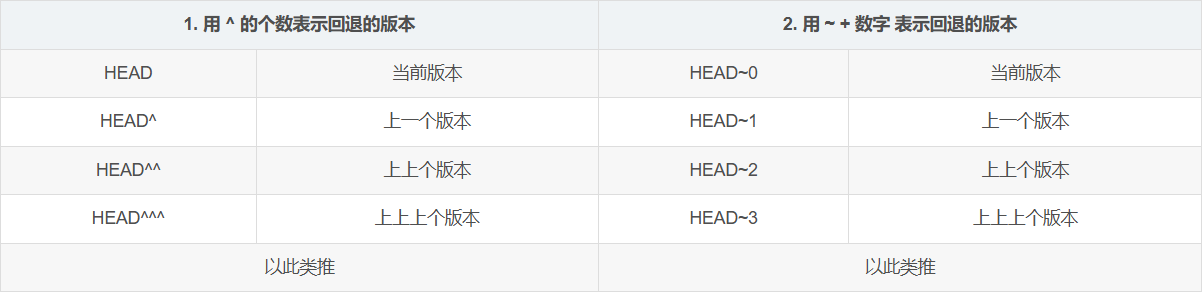 1. 用 ^ 的个数表示回退的版本
2. 用 ~ + 数字 表示回退的版本
HEAD
当前版本
HEAD~0
当前版本
HEAD^
上一个版本
HEAD~1
上一个版本
HEAD^^
上上个版本
HEAD~2
上上个版本
HEAD^^^
上上上个版本
HEAD~3
上上上个版本
以此类推
以此类推